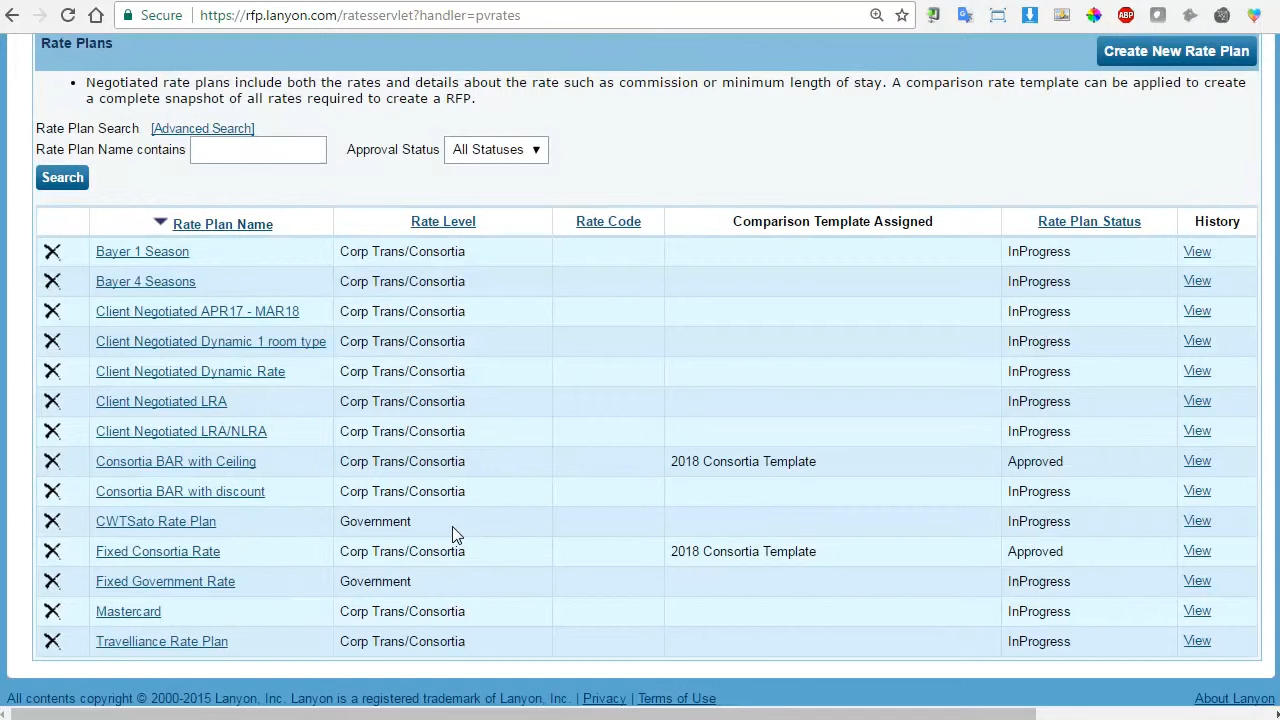 Secure | https://rfp.lanyon.com/ratesservlet?handler=pvrates
ABP
Rate Plans
Create New Rate Plan
• Negotiated rate plans include both the rates and details about the rate such as commission or minimum length of stay. A comparison rate template can be applied to create
a complete snapshot of all rates required to create a RFP.
Rate Plan Search [Advanced Search]
Rate Plan Name contains Approval Status All Statuses
Search
Rate Plan Name Rate Level Rate Code Comparison Template Assigned Rate Plan Status History
Bayer 1 Season Corp Trans/Consortia InProgress View
Bayer 4 Seasons Corp Trans/Consortia InProgress View
Client Negotiated APR17 - MAR18 Corp Trans/Consortia InProgress View
Client Negotiated Dynamic 1 room type Corp Trans/Consortia InProgress View
Client Negotiated Dynamic Rate Corp Trans/Consortia InProgress View
Client Negotiated LRA Corp Trans/Consortia InProgress View
Client Negotiated LRA/NLRA Corp Trans/Consortia InProgress View
Consortia BAR with Ceiling Corp Trans/Consortia 2018 Consortia Template Approved View
Consortia BAR with discount Corp Trans/Consortia InProgress View
CWTSato Rate Plan Government InProgress View
Fixed Consortia Rate Corp Trans/Consortia 2018 Consortia Template Approved View
Fixed Government Rate Government InProgress View
Mastercard Corp Trans/Consortia InProgress View
Travelliance Rate Plan Corp Trans/Consortia InProgress View
All contents copyright © 2000-2015 Lanyon, Inc. Lanyon is a registered trademark of Lanyon, Inc. | Privacy | Terms of Use About Lanyon